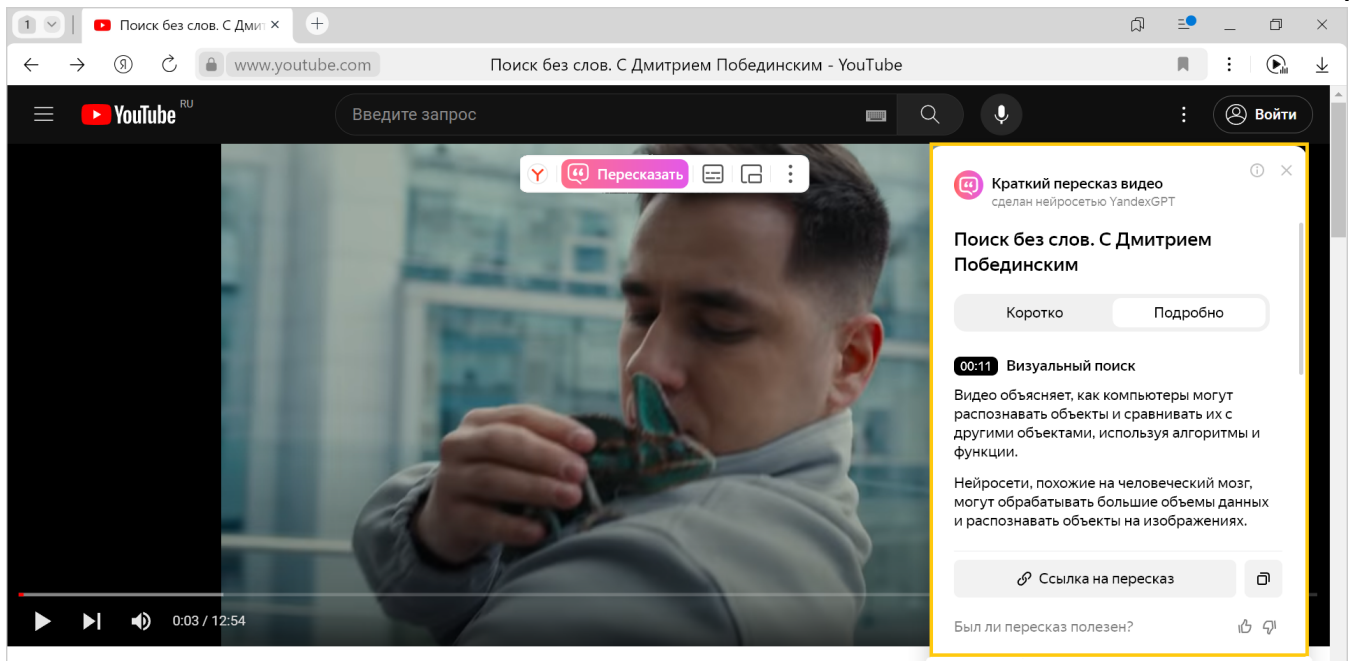 1
Поиск без слов. С Дми
Я
www.youtube.com
Поиск без слов. С Дмитрием Побединским - YouTube
YouTube RU
Введите запрос
Войти
Y
Пересказать
Краткий пересказ видео
сделан нейросетью YandexGPT
Поиск без слов. С Дмитрием
Побединским
Коротко
Подробно
00:11 Визуальный поиск
Видео объясняет, как компьютеры могут
распознавать объекты и сравнивать их с
другими объектами, используя алгоритмы и
функции.
Нейросети, похожие на человеческий мозг,
могут обрабатывать большие объемы данных
и распознавать объекты на изображениях.
Ссылка на пересказ
0:03 / 12:54
Был ли пересказ полезен?